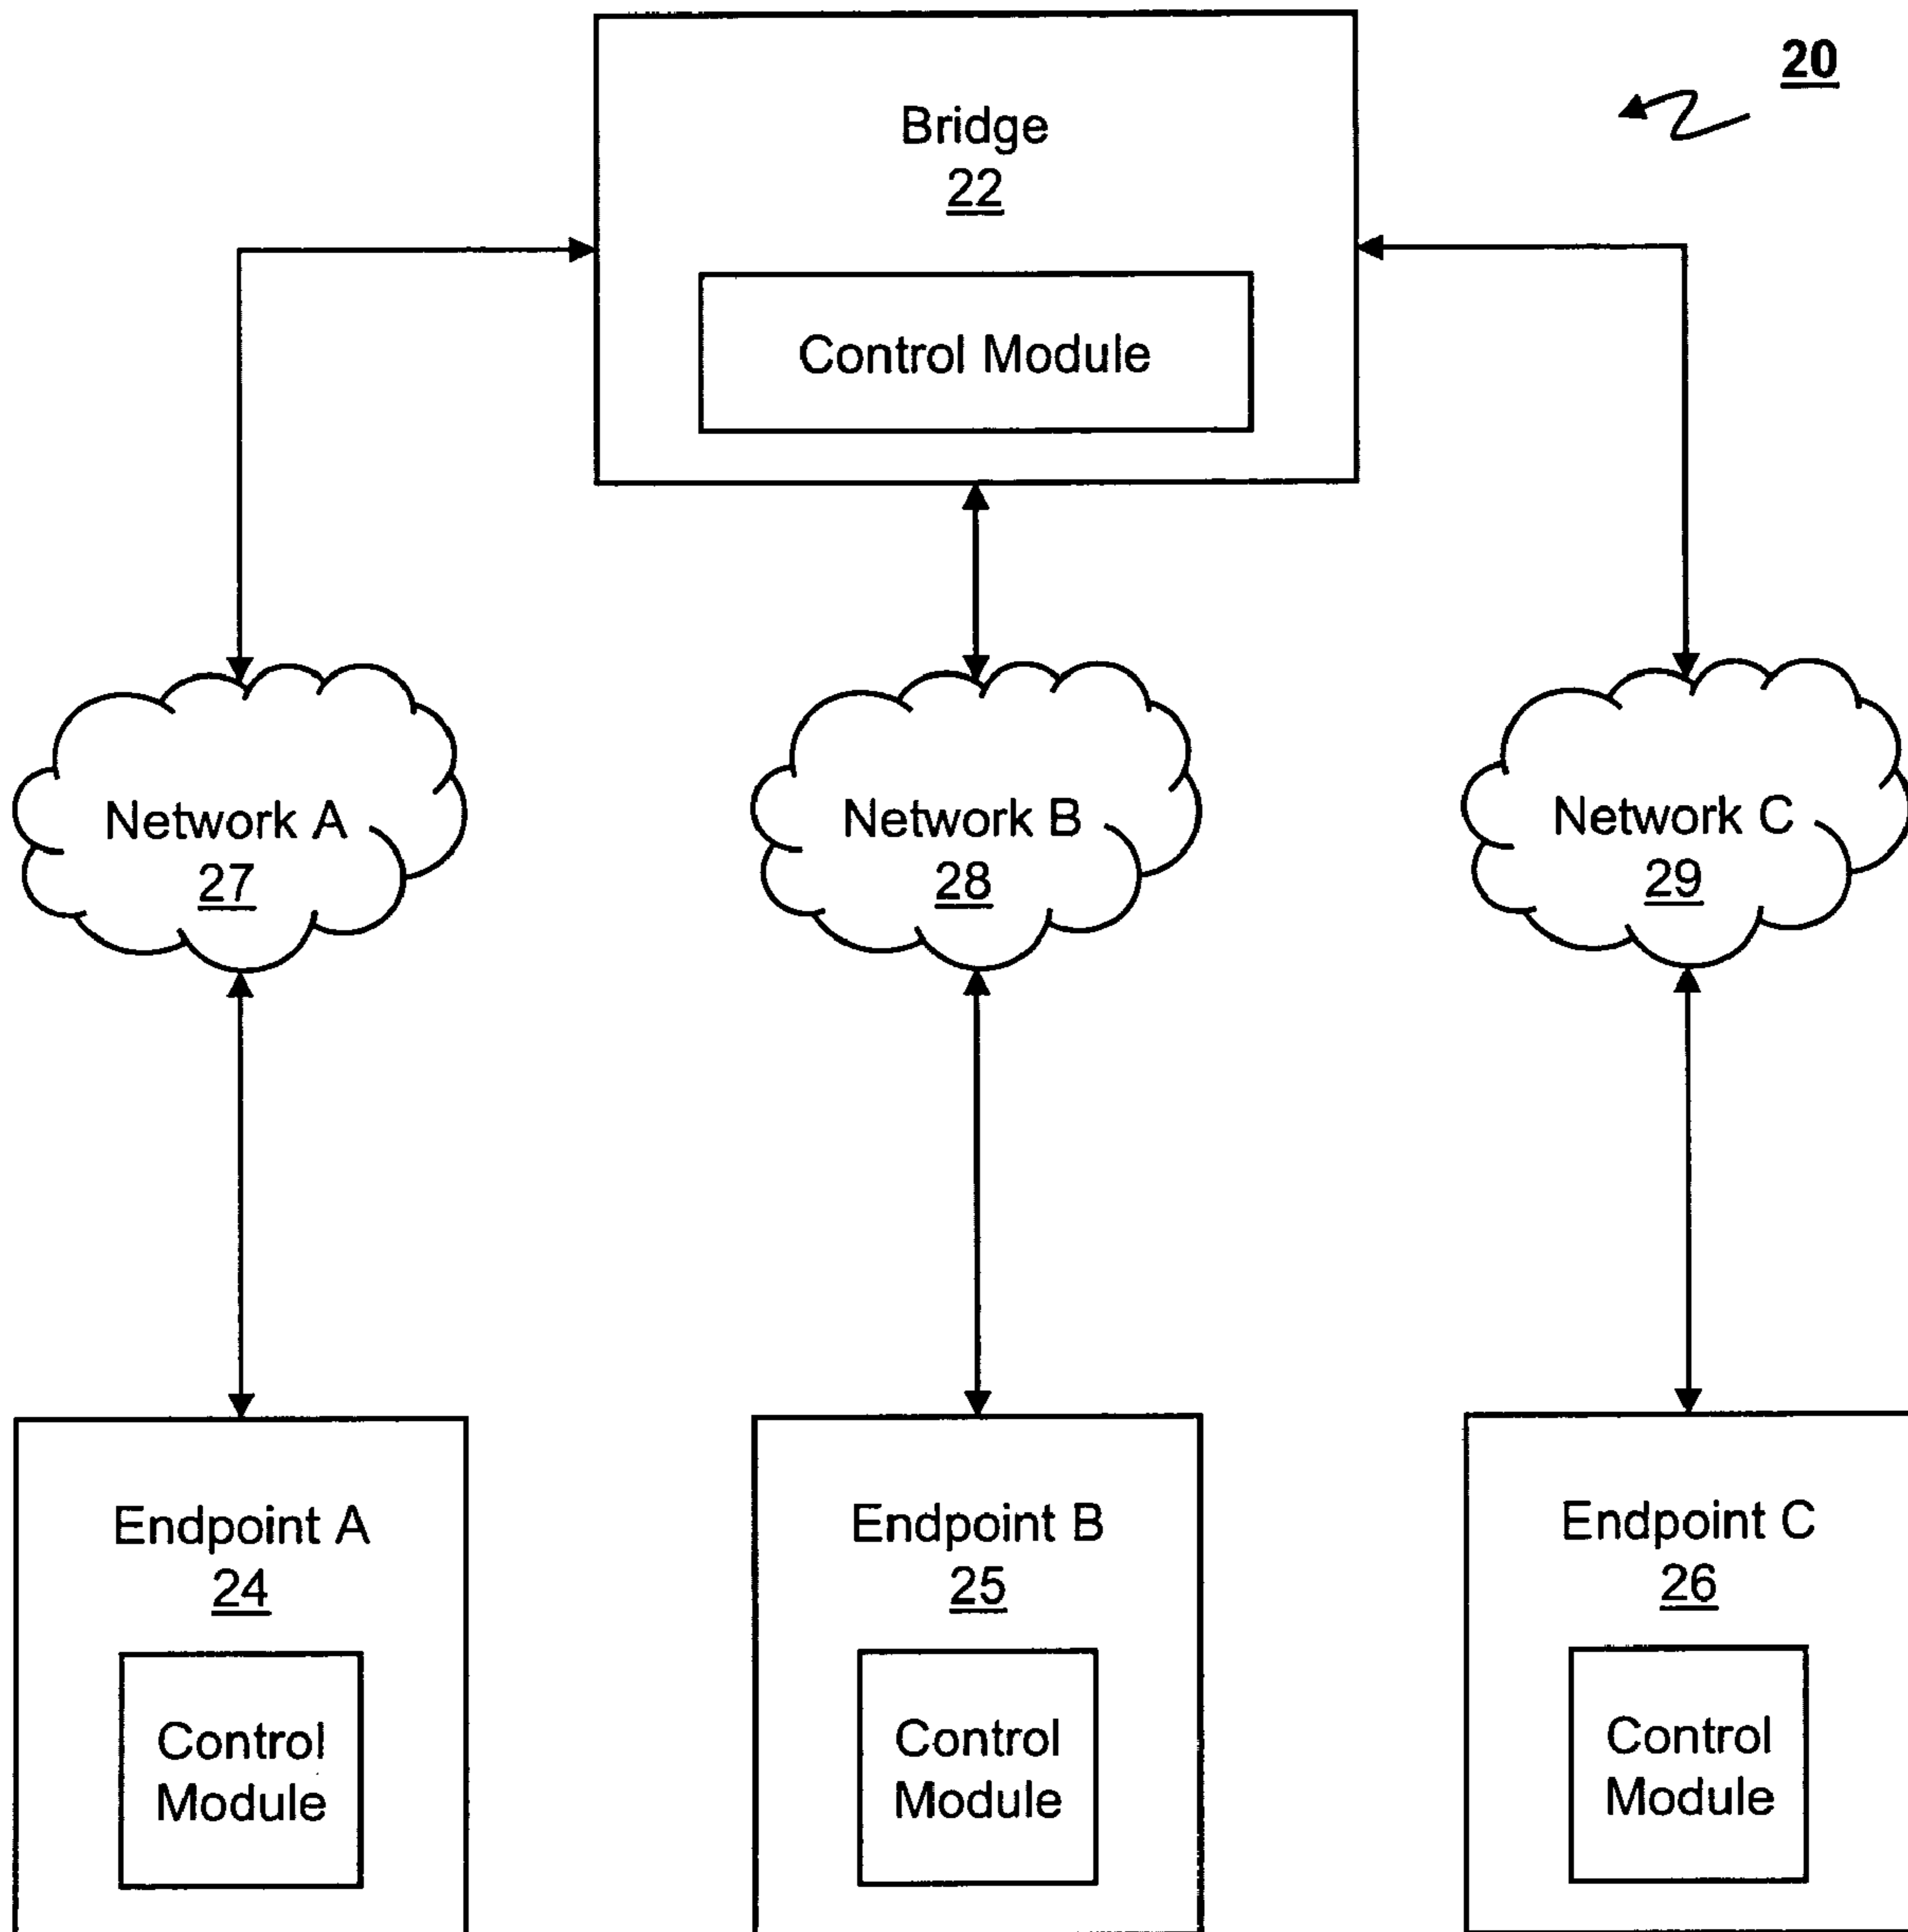 20
Bridge
22
Control Module
Network A
27
Network B
28
Network C
29
Endpoint A
24
Control
Module
Endpoint B
25
Control
Module
Endpoint C
26
Control
Module